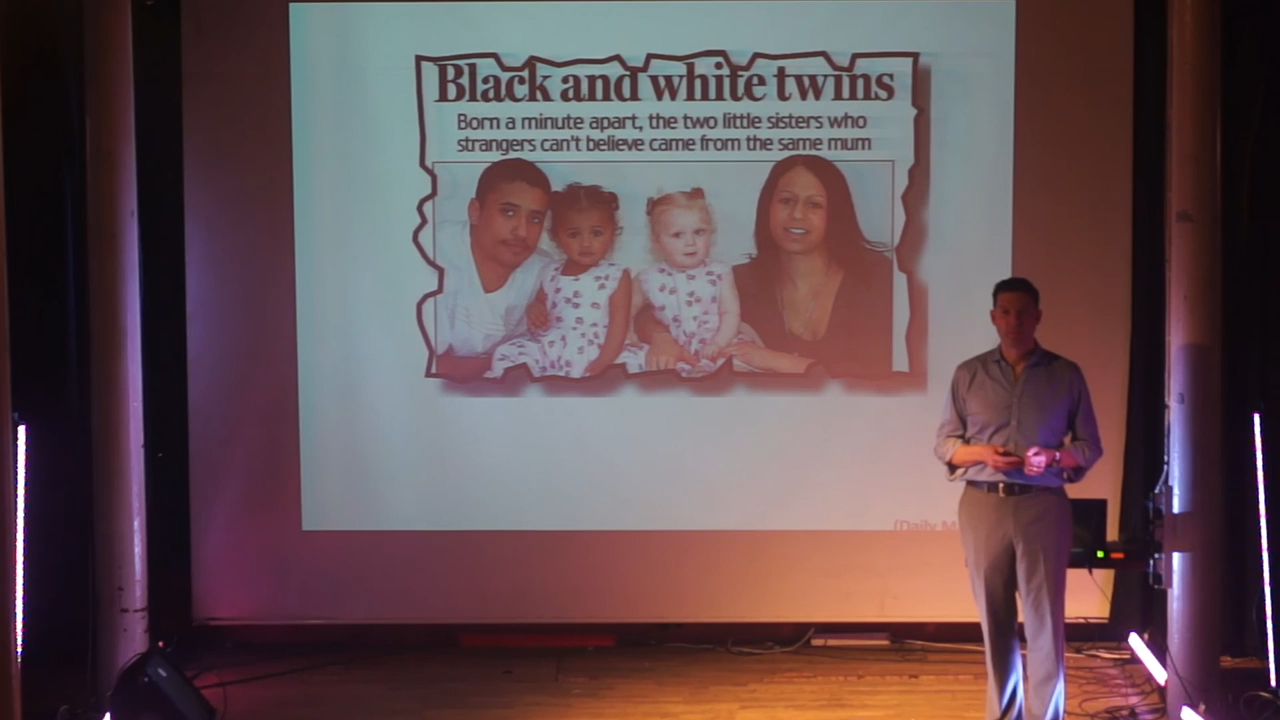 Black and white twins
Born a minute apart, the two little sisters who
strangers can't believe came from the same mum
(Daily M